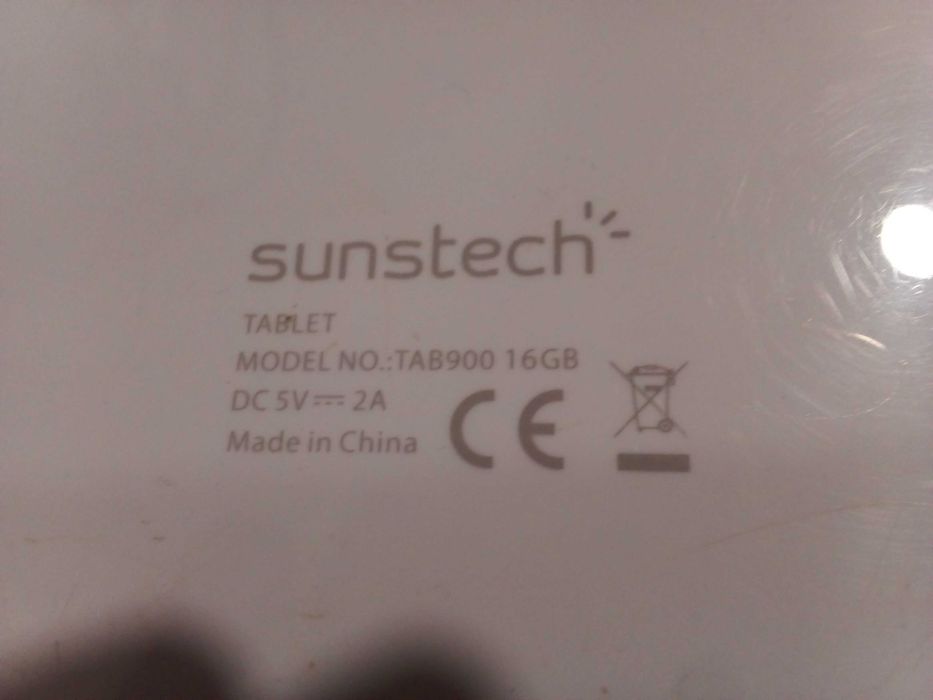 sunstech
TABLET
MODEL NO.:TAB900 16GB
DC 5V⎓2A
Made in China
CE